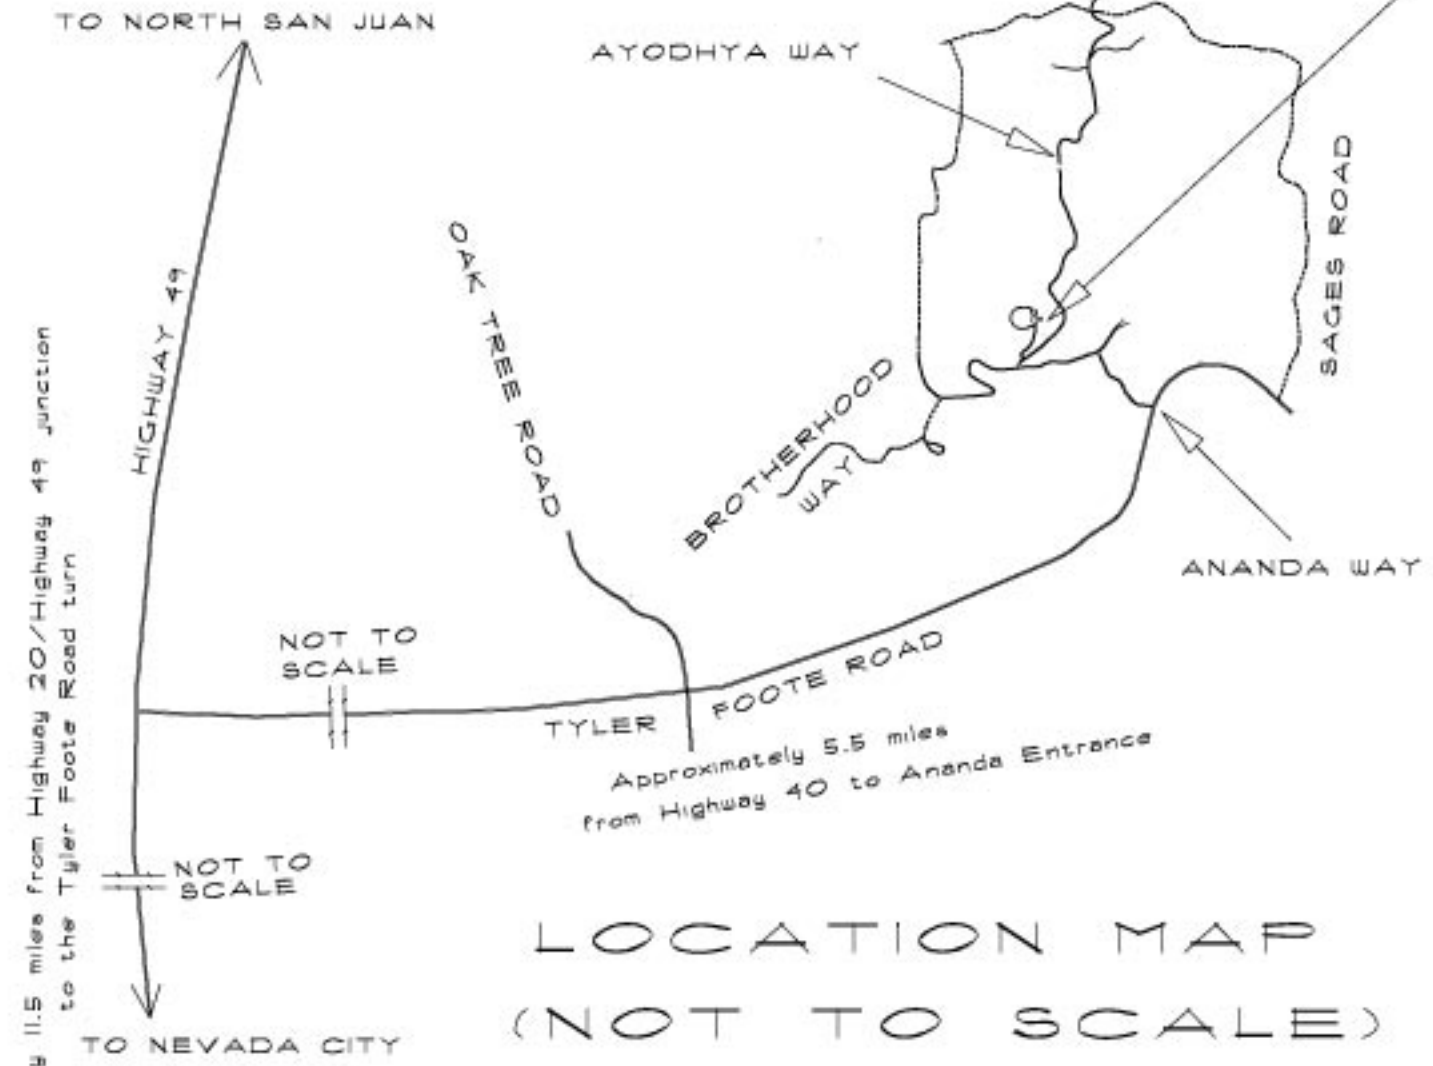 TO NORTH SAN JUAN
AYODHYA WAY
SAGES ROAD
OAK TREE ROAD
HIGHWAY 49
BROTHERHOOD
WAY
ANANDA WAY
11.5 miles from Highway 20/Highway 49 junction
to the Tyler Foote Road turn
NOT TO
SCALE
TYLER FOOTE ROAD
Approximately 5.5 miles
from Highway 40 to Ananda Entrance
NOT TO
SCALE
TO NEVADA CITY
LOCATION MAP
(NOT TO SCALE)